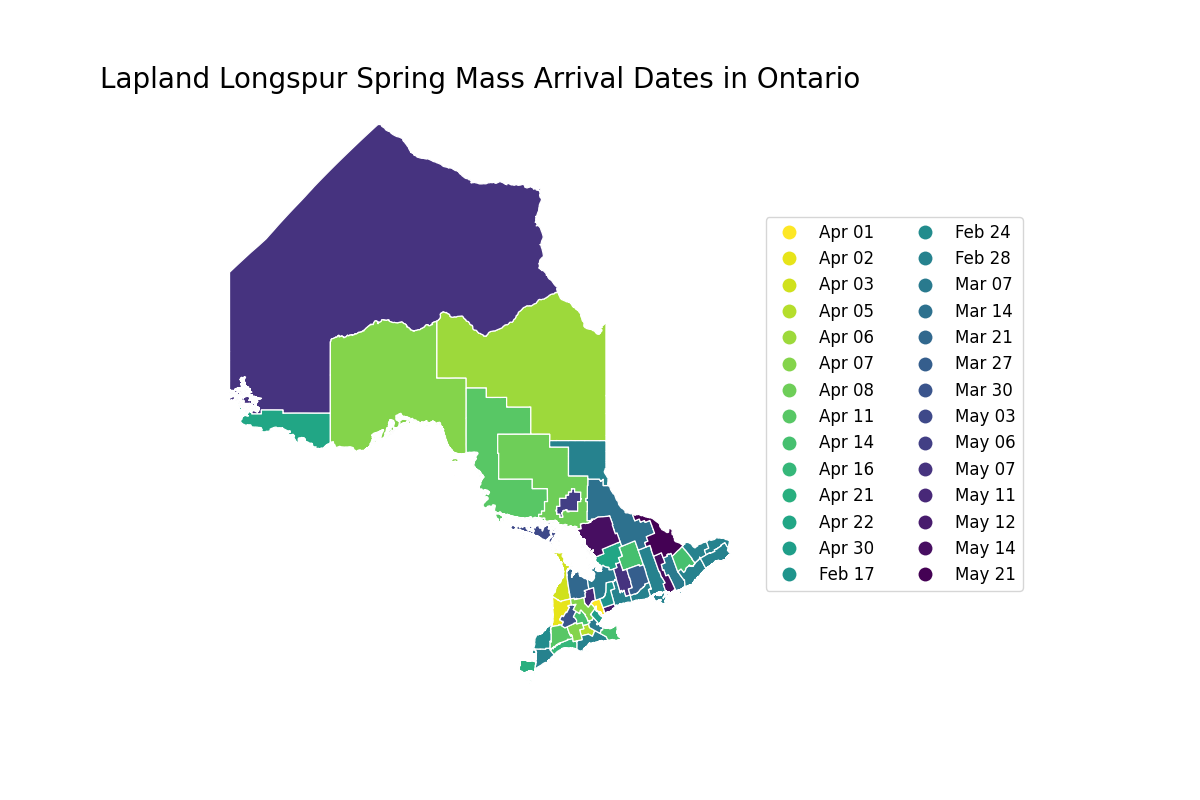 Lapland Longspur Spring Mass Arrival Dates in Ontario
Apr 01
Apr 02
Apr 03
Apr 05
Apr 06
Apr 07
Apr 08
Apr 11
Apr 14
Apr 16
Apr 21
Apr 22
Apr 30
Feb 17
Feb 24
Feb 28
Mar 07
Mar 14
Mar 21
Mar 27
Mar 30
May 03
May 06
May 07
May 11
May 12
May 14
May 21